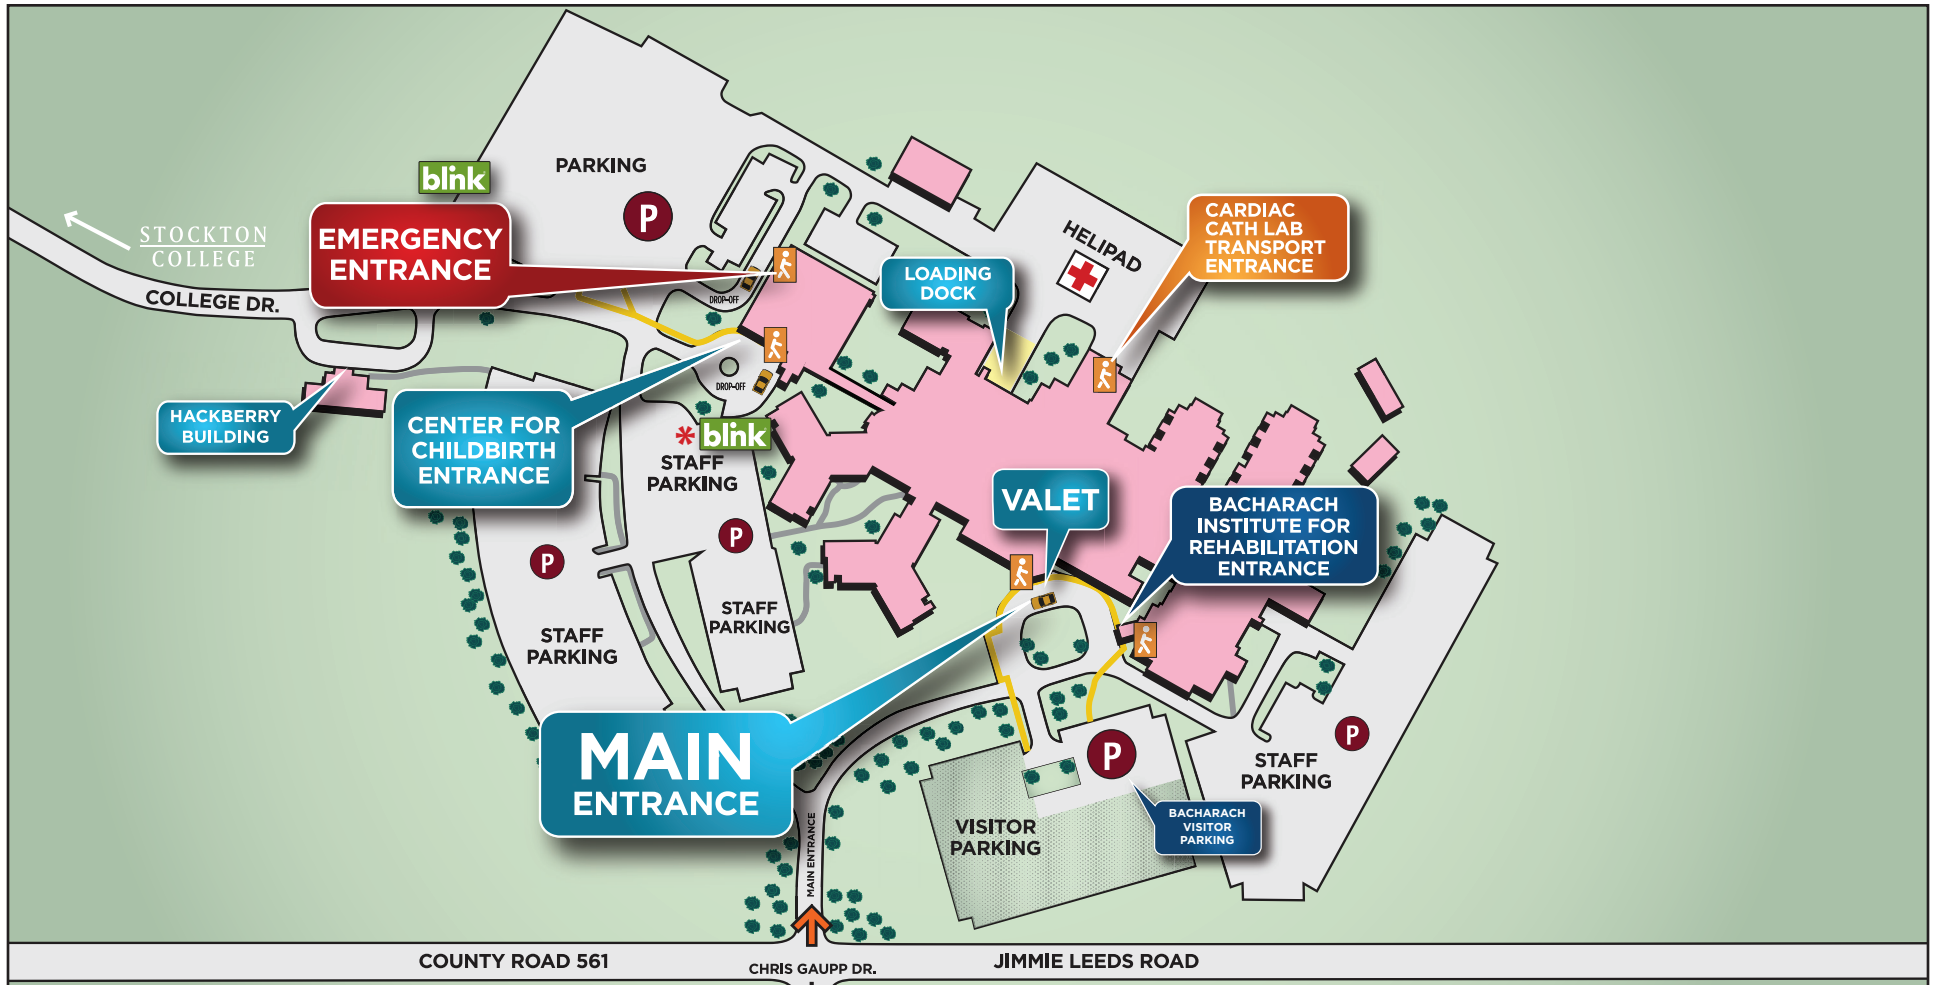 PARKING
P
blink
EMERGENCY
ENTRANCE
STOCKTON
COLLEGE
COLLEGE DR.
DROP-OFF
LOADING
DOCK
HELIPAD
CARDIAC
CATH LAB
TRANSPORT
ENTRANCE
HACKBERRY
BUILDING
CENTER FOR
CHILDBIRTH
ENTRANCE
DROP-OFF
* blink
STAFF
PARKING
P
P
STAFF
PARKING
STAFF
PARKING
VALET
BACHARACH
INSTITUTE FOR
REHABILITATION
ENTRANCE
MAIN
ENTRANCE
P
P
STAFF
PARKING
VISITOR
PARKING
BACHARACH
VISITOR
PARKING
MAIN ENTRANCE
COUNTY ROAD 561
CHRIS GAUPP DR.
JIMMIE LEEDS ROAD